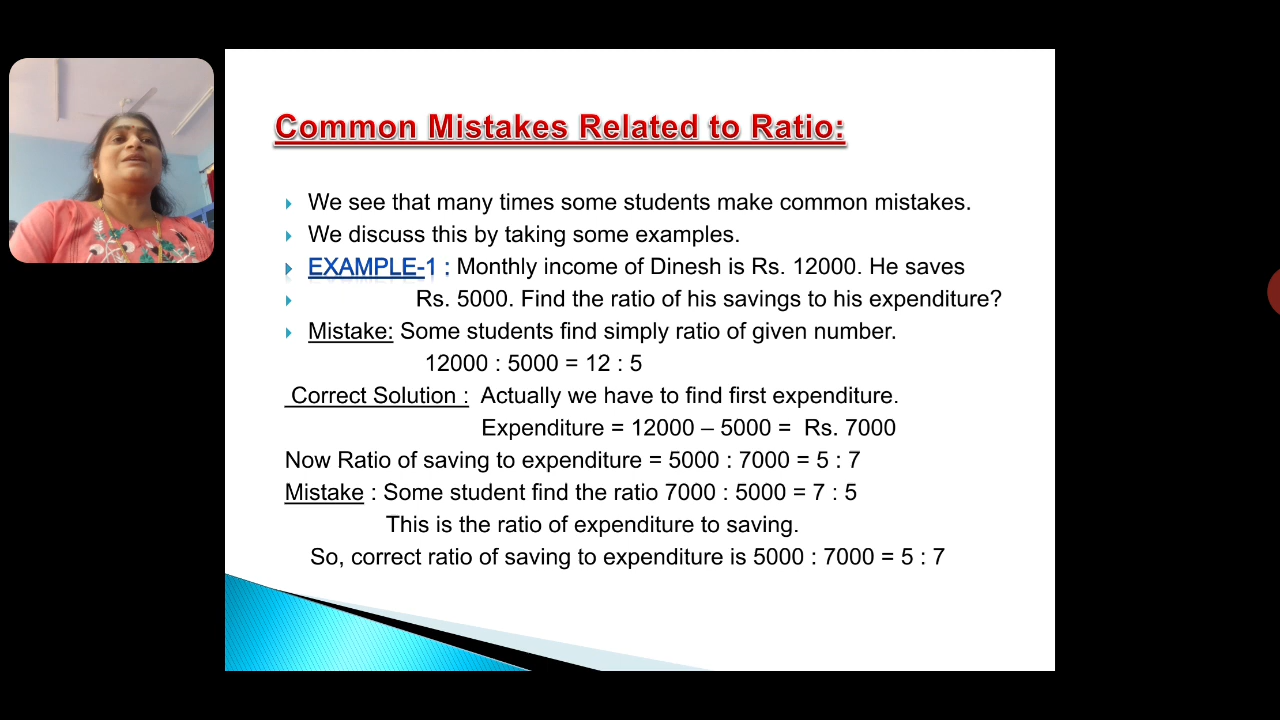 Common Mistakes Related to Ratio:
We see that many times some students make common mistakes.
We discuss this by taking some examples.
EXAMPLE-1 : Monthly income of Dinesh is Rs. 12000. He saves
Rs. 5000. Find the ratio of his savings to his expenditure?
Mistake: Some students find simply ratio of given number.
12000 : 5000 = 12 : 5
Correct Solution : Actually we have to find first expenditure.
Expenditure = 12000 – 5000 = Rs. 7000
Now Ratio of saving to expenditure = 5000 : 7000 = 5 : 7
Mistake : Some student find the ratio 7000 : 5000 = 7 : 5
This is the ratio of expenditure to saving.
So, correct ratio of saving to expenditure is 5000 : 7000 = 5 : 7